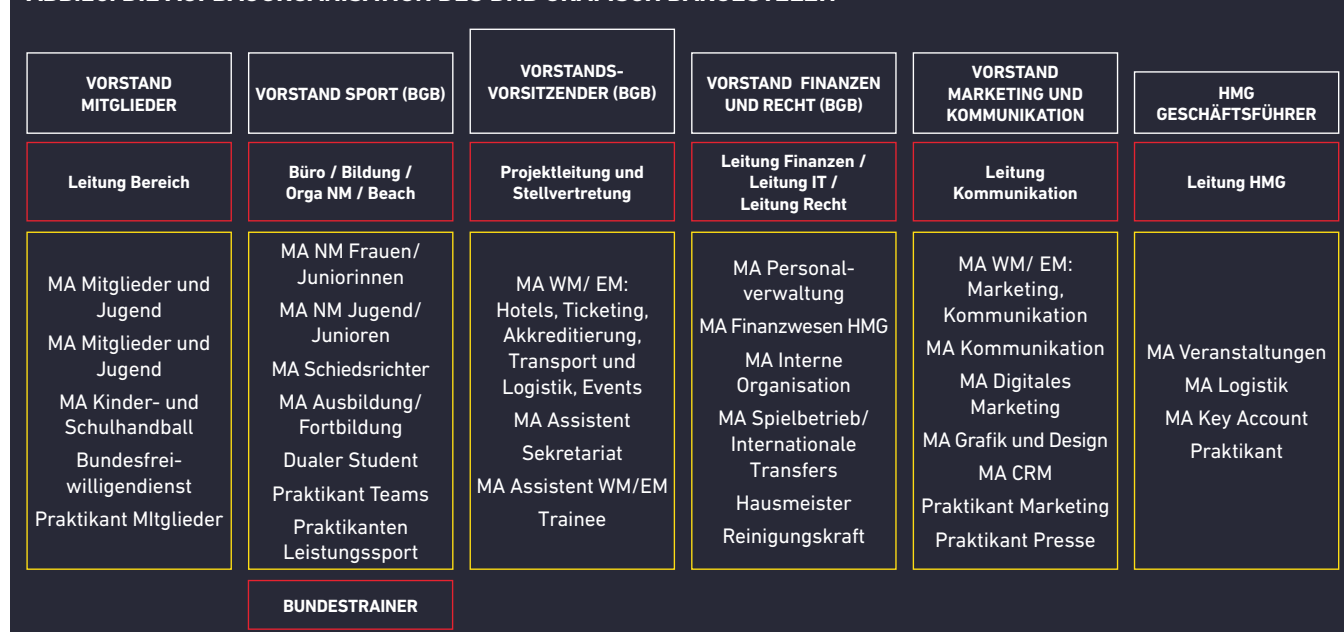 VORSTAND
MITGLIEDER
VORSTAND SPORT (BGB)
VORSTANDS-
VORSITZENDER (BGB)
VORSTAND FINANZEN
UND RECHT (BGB)
VORSTAND
MARKETING UND
KOMMUNIKATION
HMG
GESCHÄFTSFÜHRER
Leitung Bereich
Büro / Bildung /
Orga NM / Beach
Projektleitung und
Stellvertretung
Leitung Finanzen /
Leitung IT /
Leitung Recht
Leitung
Kommunikation
Leitung HMG
MA Mitglieder und
Jugend
MA Mitglieder und
Jugend
MA Kinder- und
Schulhandball
Bundesfrei-
willigendienst
Praktikant MItglieder
MA NM Frauen/
Juniorinnen
MA NM Jugend/
Junioren
MA Schiedsrichter
MA Ausbildung/
Fortbildung
Dualer Student
Praktikant Teams
Praktikanten
Leistungssport
MA WM/ EM:
Hotels, Ticketing,
Akkreditierung,
Transport und
Logistik, Events
MA Assistent
Sekretariat
MA Assistent WM/EM
Trainee
MA Personal-
verwaltung
MA Finanzwesen HMG
MA Interne
Organisation
MA Spielbetrieb/
Internationale
Transfers
Hausmeister
Reinigungskraft
MA WM/ EM:
Marketing,
Kommunikation
MA Kommunikation
MA Digitales
Marketing
MA Grafik und Design
MA CRM
Praktikant Marketing
Praktikant Presse
MA Veranstaltungen
MA Logistik
MA Key Account
Praktikant
BUNDESTRAINER